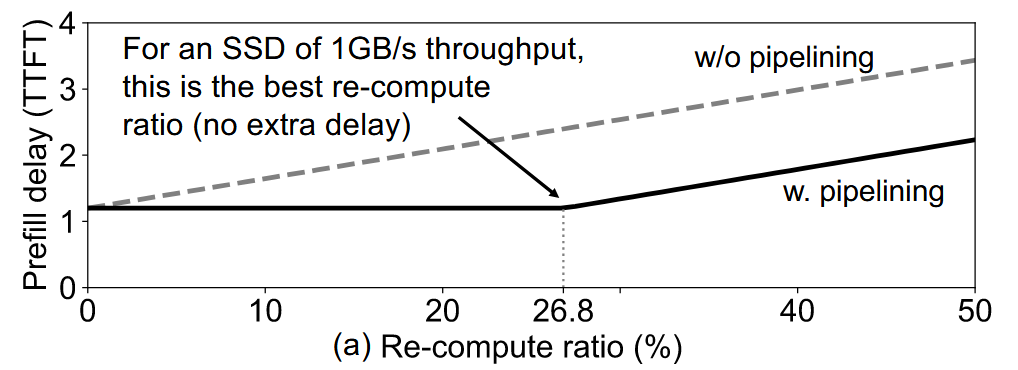 4
For an SSD of 1GB/s throughput,
this is the best re-compute
ratio (no extra delay)
w/o pipelining
3
2
w. pipelining
1
0
Prefill delay (TTFT)
0 10 20 26.8 40 50
(a) Re-compute ratio (%)